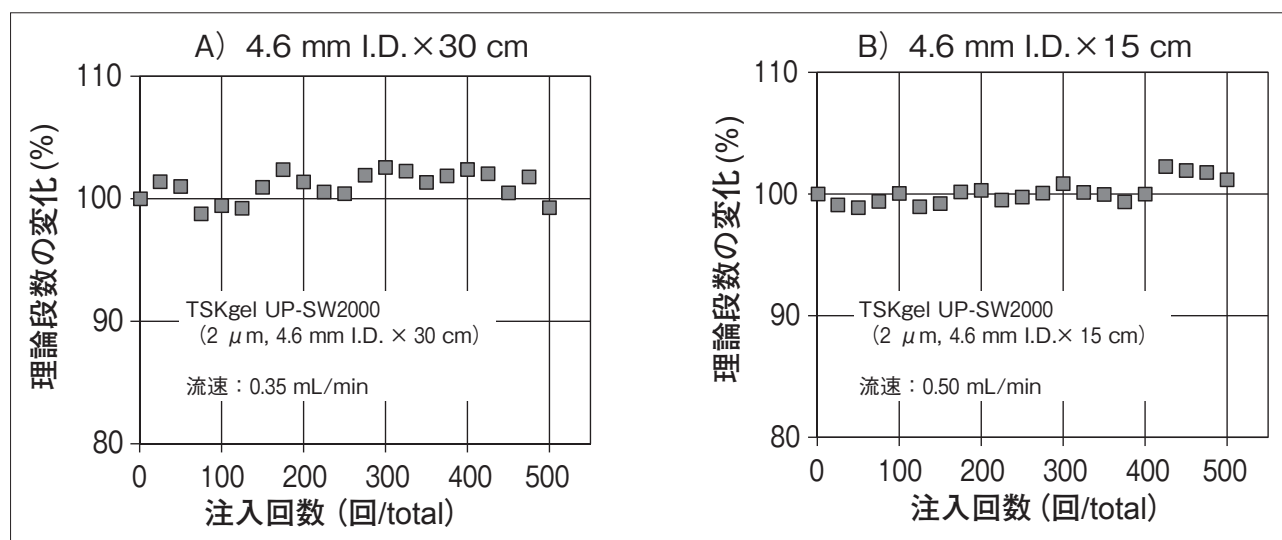 A) 4.6 mm I.D.×30 cm
理論段数の変化 (%)
110
100
90
80
TSKgel UP-SW2000
(2 μm, 4.6 mm I.D. × 30 cm)
流速：0.35 mL/min
0 100 200 300 400 500
注入回数 (回/total)
B) 4.6 mm I.D.×15 cm
理論段数の変化 (%)
110
100
90
80
TSKgel UP-SW2000
(2 μm, 4.6 mm I.D.× 15 cm)
流速：0.50 mL/min
0 100 200 300 400 500
注入回数 (回/total)